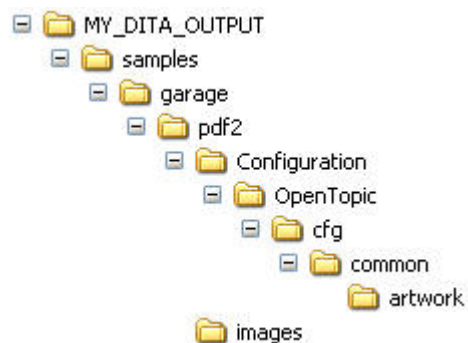 MY_DITA_OUTPUT
samples
garage
pdf2
Configuration
OpenTopic
cfg
common
artwork
images